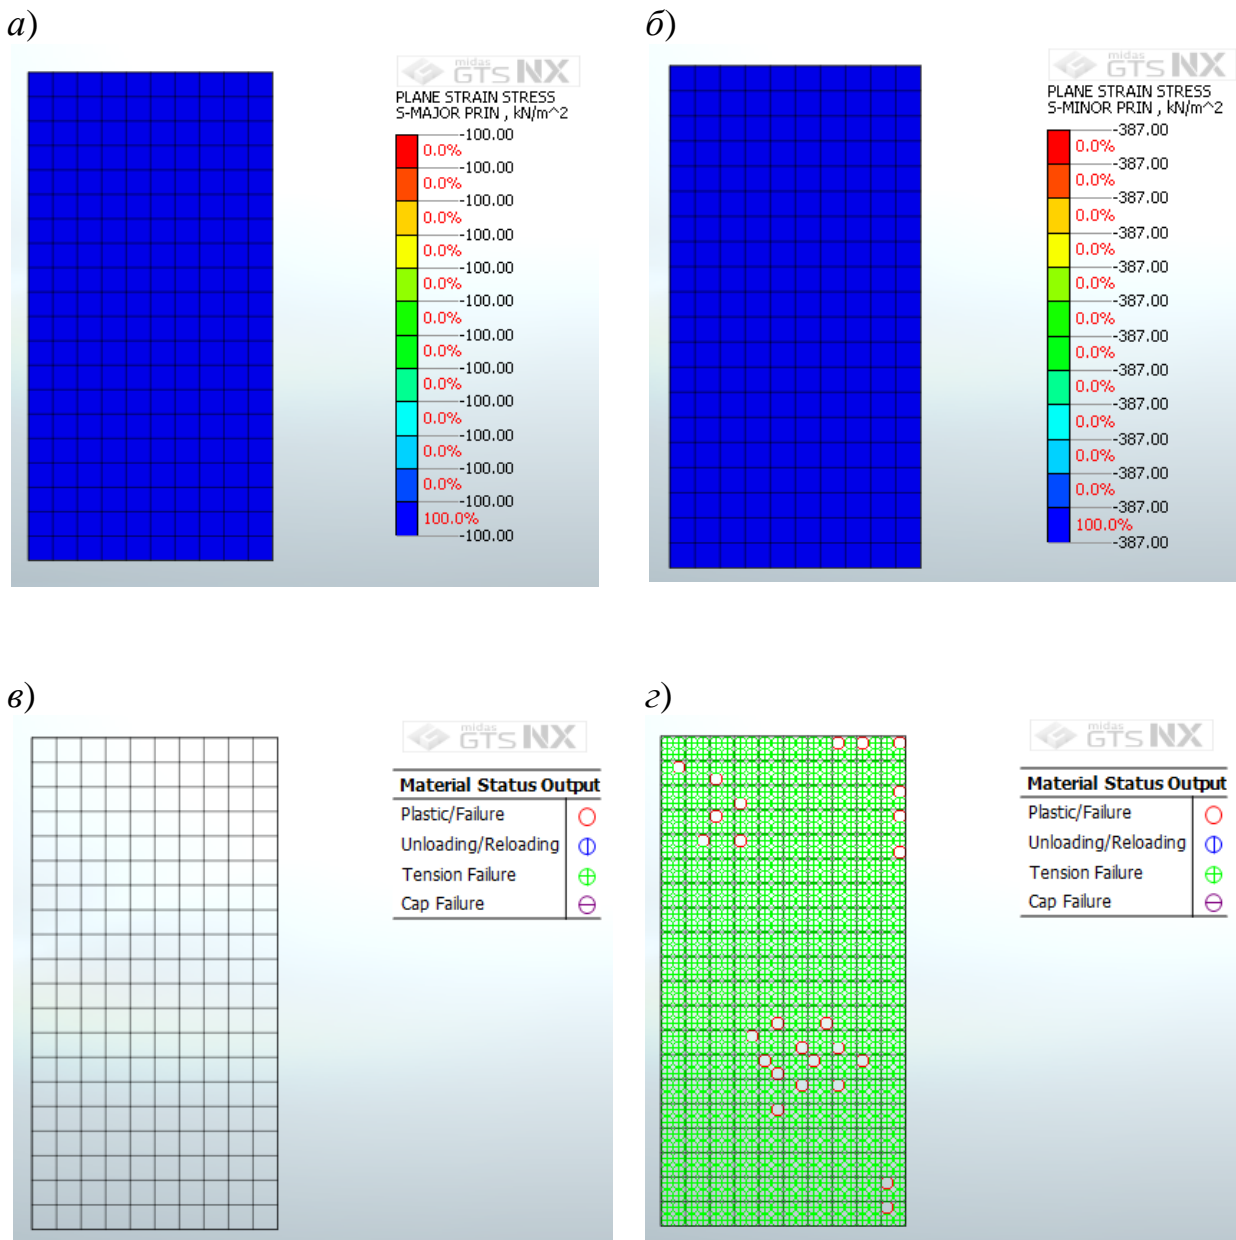 а)
midas
GTS NX
PLANE STRAIN STRESS
S-MAJOR PRIN , kN/m^2
-100.00
0.0%
-100.00
0.0%
-100.00
0.0%
-100.00
0.0%
-100.00
0.0%
-100.00
0.0%
-100.00
0.0%
-100.00
0.0%
-100.00
0.0%
-100.00
0.0%
-100.00
0.0%
-100.00
100.0%
-100.00
б)
midas
GTS NX
PLANE STRAIN STRESS
S-MINOR PRIN , kN/m^2
-387.00
0.0%
-387.00
0.0%
-387.00
0.0%
-387.00
0.0%
-387.00
0.0%
-387.00
0.0%
-387.00
0.0%
-387.00
0.0%
-387.00
0.0%
-387.00
0.0%
-387.00
0.0%
-387.00
100.0%
-387.00
в)
midas
GTS NX
Material Status Output
Plastic/Failure
Unloading/Reloading
Tension Failure
Cap Failure
г)
midas
GTS NX
Material Status Output
Plastic/Failure
Unloading/Reloading
Tension Failure
Cap Failure